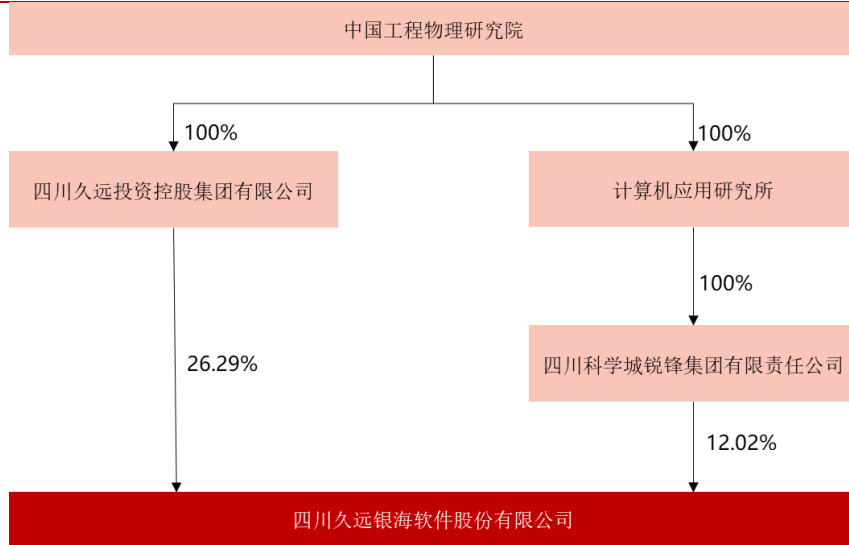 中国工程物理研究院
100%
100%
四川久远投资控股集团有限公司
计算机应用研究所
100%
26.29%
四川科学城锐锋集团有限责任公司
12.02%
四川久远银海软件股份有限公司